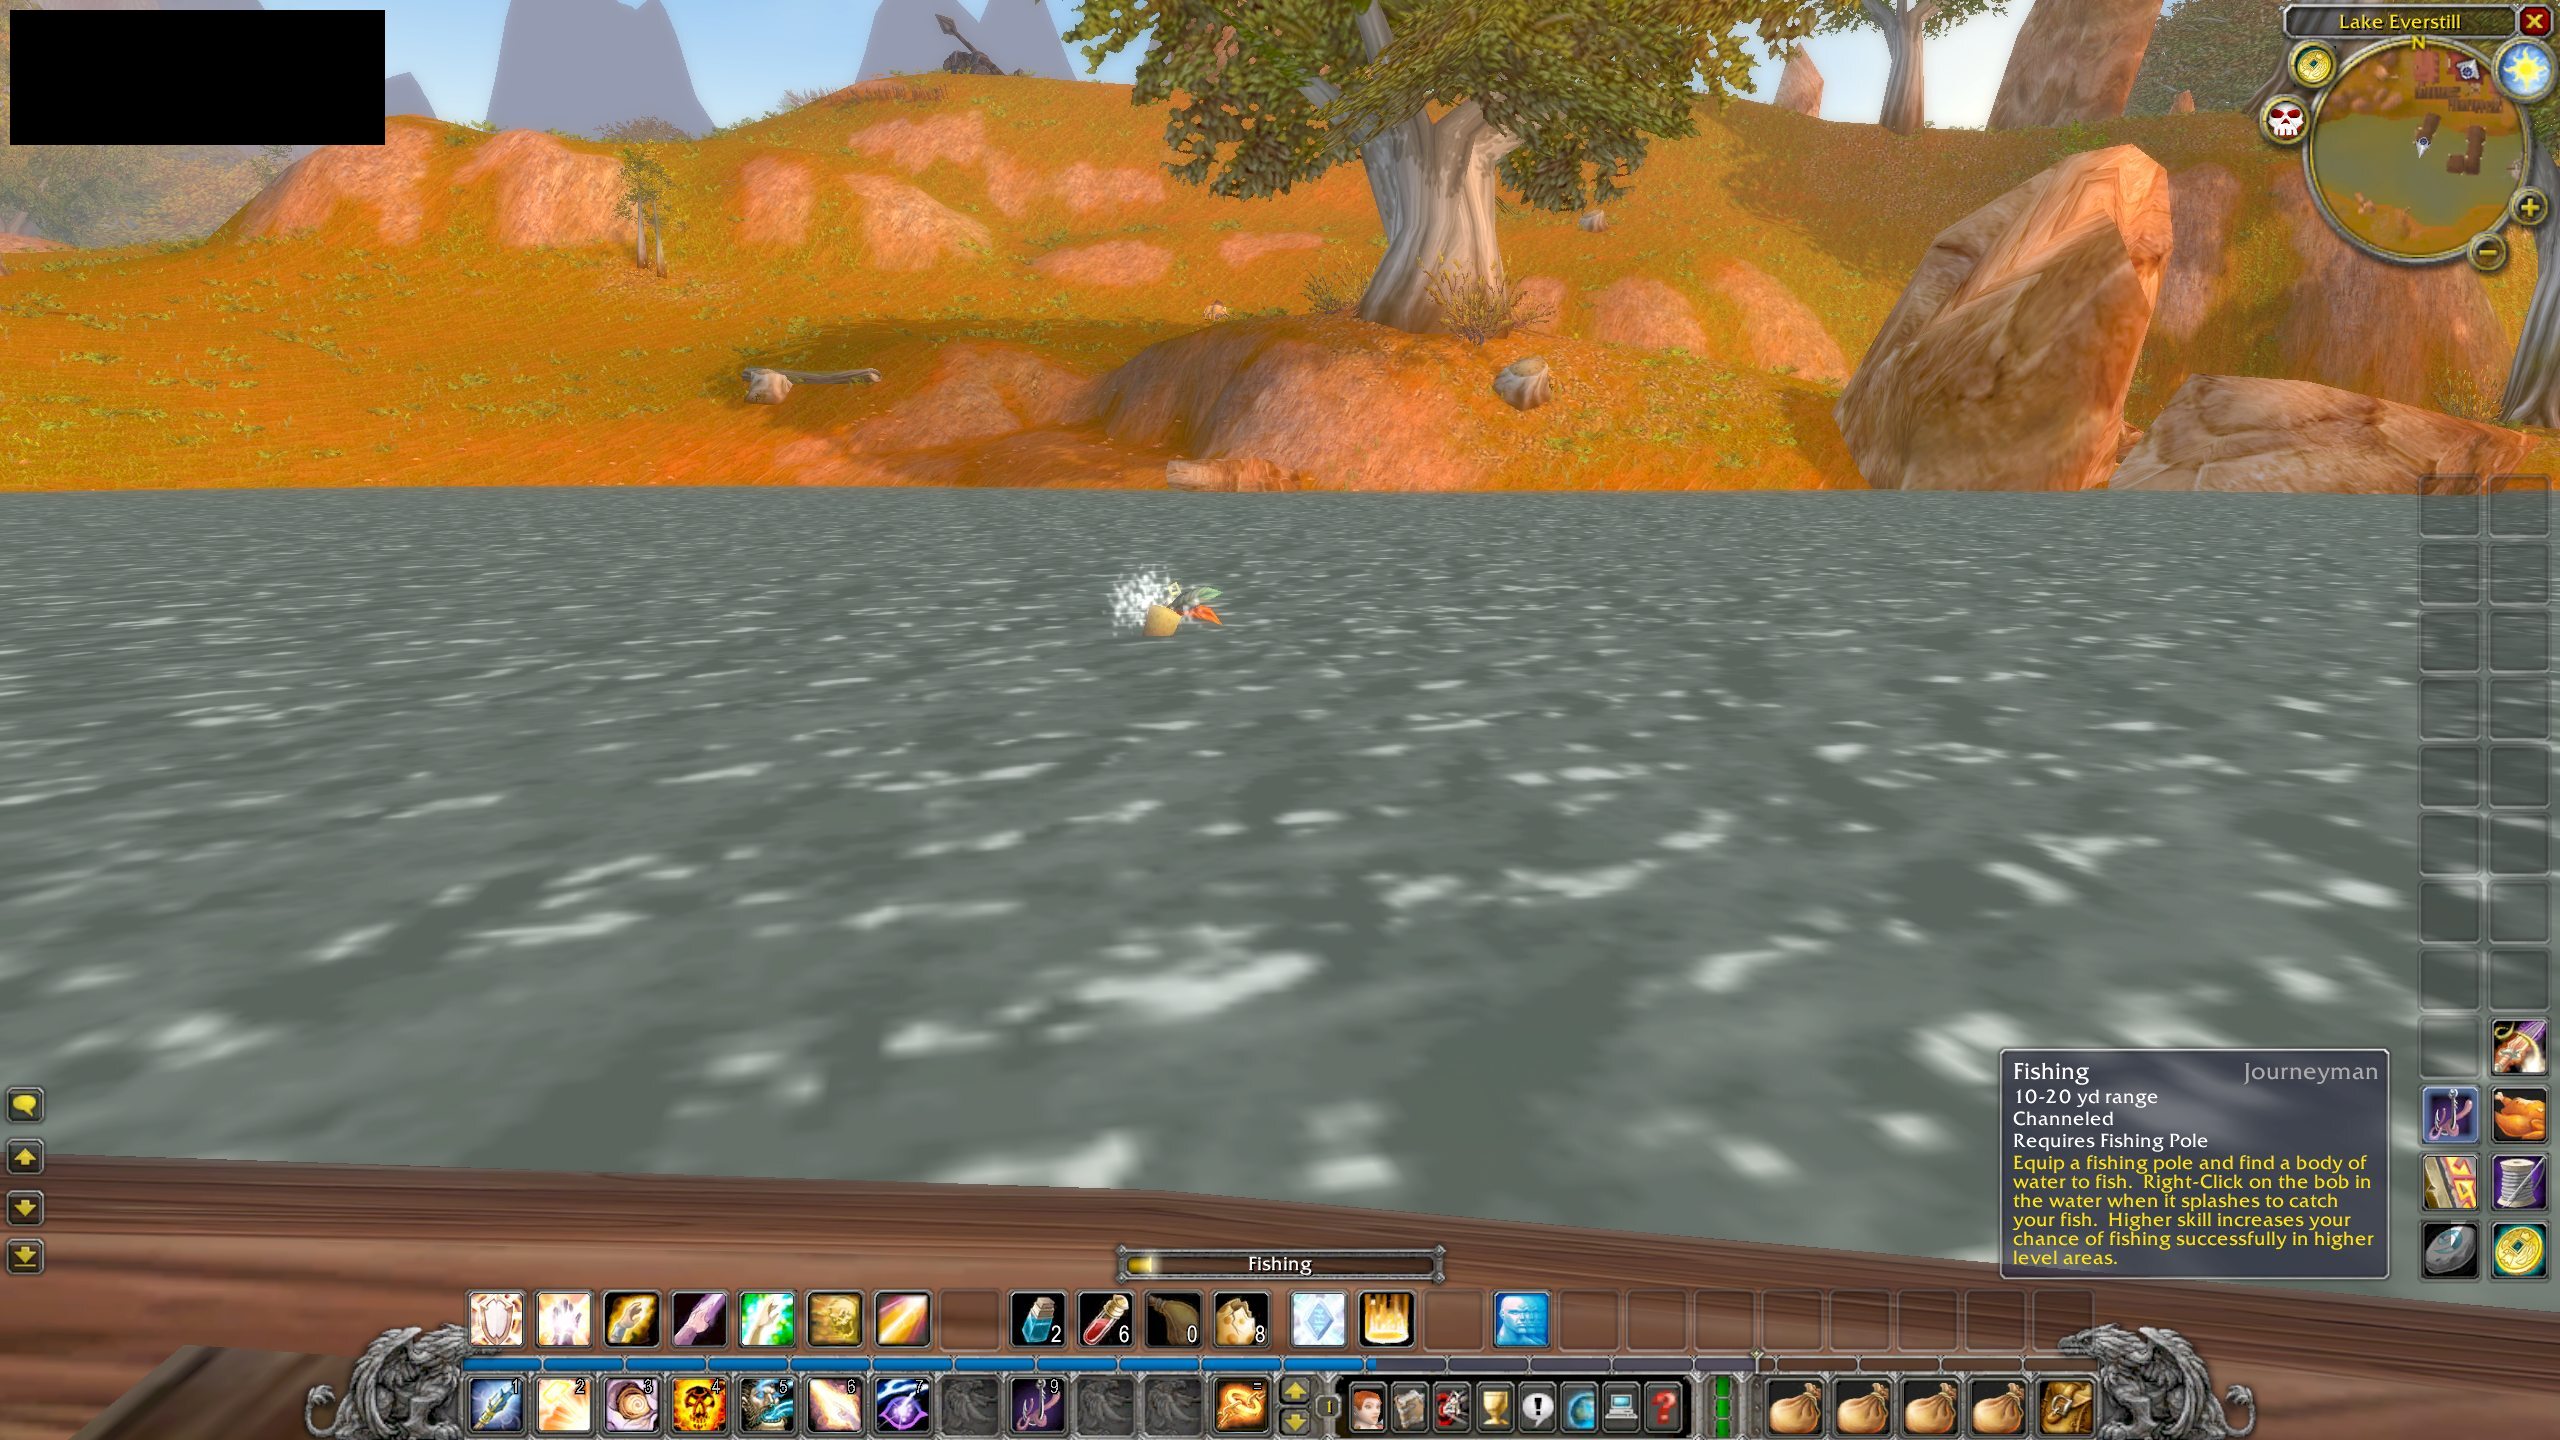 Lake Everstill
N
Fishing Journeyman
10-20 yd range
Channeled
Requires Fishing Pole
Equip a fishing pole and find a body of
water to fish. Right-Click on the bob in
the water when it splashes to catch
your fish. Higher skill increases your
chance of fishing successfully in higher
level areas.
Fishing
2 6 0 8
1 2 3 4 5 6 7 9 = 1